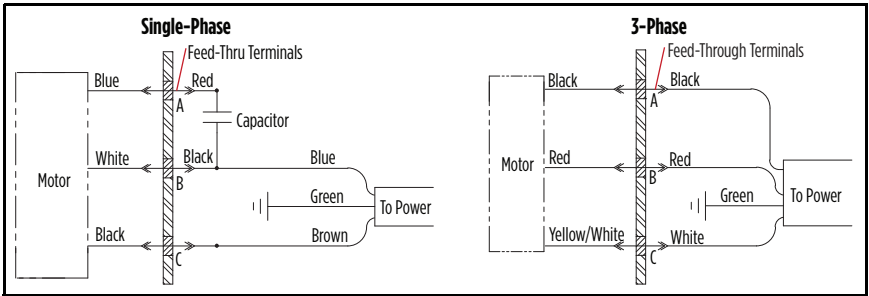 Single-Phase
Feed-Thru Terminals
Blue
Red
A
Capacitor
White
Black
Blue
B
Motor
Green
To Power
Black
Brown
C
3-Phase
Feed-Through Terminals
Black
Black
A
Motor
Red
Red
B
Green
To Power
Yellow/White
White
C